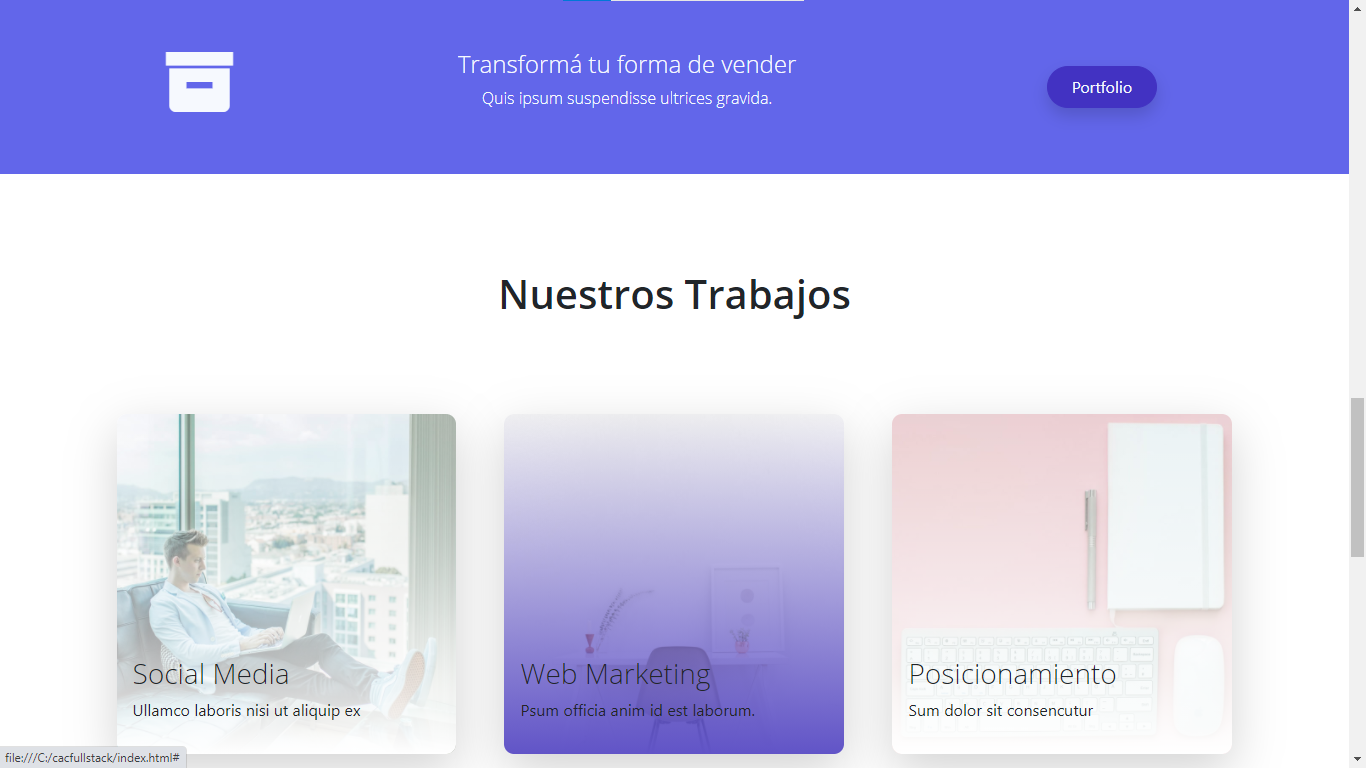 Transformá tu forma de vender
Quis ipsum suspendisse ultrices gravida.
Portfolio
Nuestros Trabajos
Social Media
Ullamco laboris nisi ut aliquip ex
Web Marketing
Psum officia anim id est laborum.
Posicionamiento
Sum dolor sit consencutur
file:///C:/cacfullstack/index.html#